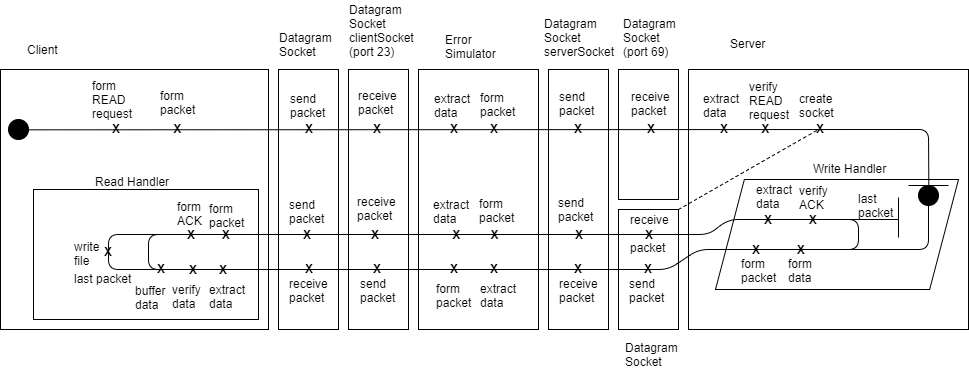 Client
Datagram
Socket
Datagram
Socket
clientSocket
(port 23)
Error
Simulator
Datagram
Socket
serverSocket
Datagram
Socket
(port 69)
Server
form
READ
request
form
packet
send
packet
receive
packet
extract
data
form
packet
send
packet
receive
packet
extract
data
verify
READ
request
create
socket
Read Handler
Write Handler
write
file
last packet
form
ACK
form
packet
send
packet
receive
packet
extract
data
form
packet
send
packet
receive
packet
extract
data
verify
ACK
last
packet
buffer
data
verify
data
extract
data
receive
packet
send
packet
form
packet
extract
data
receive
packet
send
packet
form
packet
form
data
Datagram
Socket